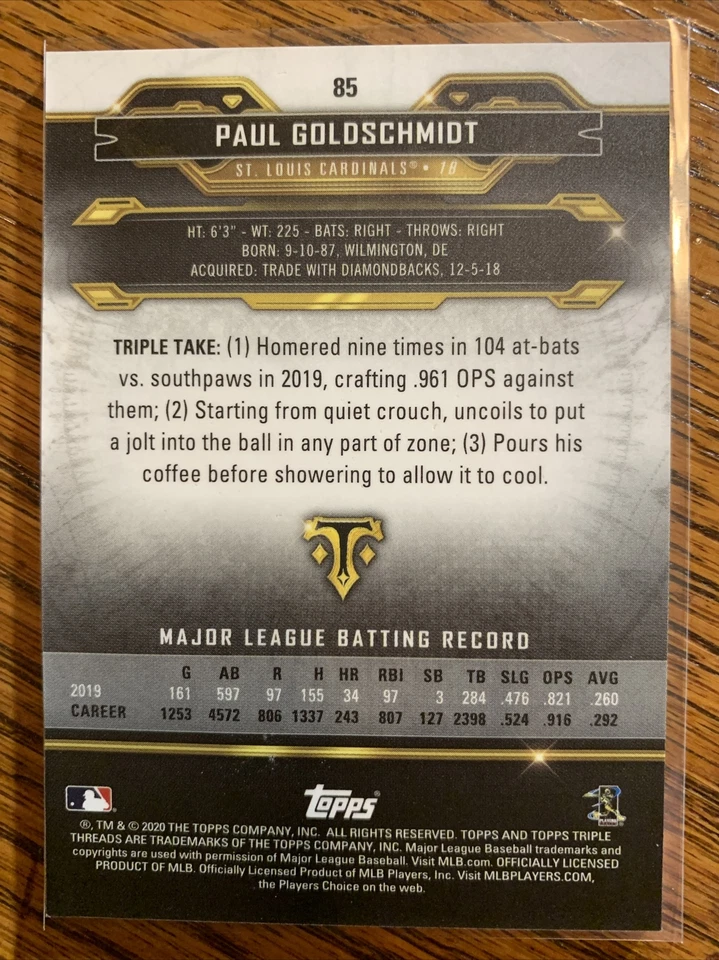 85
PAUL GOLDSCHMIDT
ST. LOUIS CARDINALS® • 1B
HT: 6'3" - WT: 225 - BATS: RIGHT - THROWS: RIGHT
BORN: 9-10-87, WILMINGTON, DE
ACQUIRED: TRADE WITH DIAMONDBACKS, 12-5-18
TRIPLE TAKE: (1) Homered nine times in 104 at-bats
vs. southpaws in 2019, crafting .961 OPS against
them; (2) Starting from quiet crouch, uncoils to put
a jolt into the ball in any part of zone; (3) Pours his
coffee before showering to allow it to cool.
T
MAJOR LEAGUE BATTING RECORD
G AB R H HR RBI SB TB SLG OPS AVG
2019 161 597 97 155 34 97 3 284 .476 .821 .260
CAREER 1253 4572 806 1337 243 807 127 2398 .524 .916 .292
topps
®, TM & © 2020 THE TOPPS COMPANY, INC. ALL RIGHTS RESERVED. TOPPS AND TOPPS TRIPLE
THREADS ARE TRADEMARKS OF THE TOPPS COMPANY, INC. Major League Baseball trademarks and
copyrights are used with permission of Major League Baseball. Visit MLB.com. OFFICIALLY LICENSED
PRODUCT OF MLB. Officially Licensed Product of MLB Players, Inc. Visit MLBPLAYERS.COM,
the Players Choice on the web.